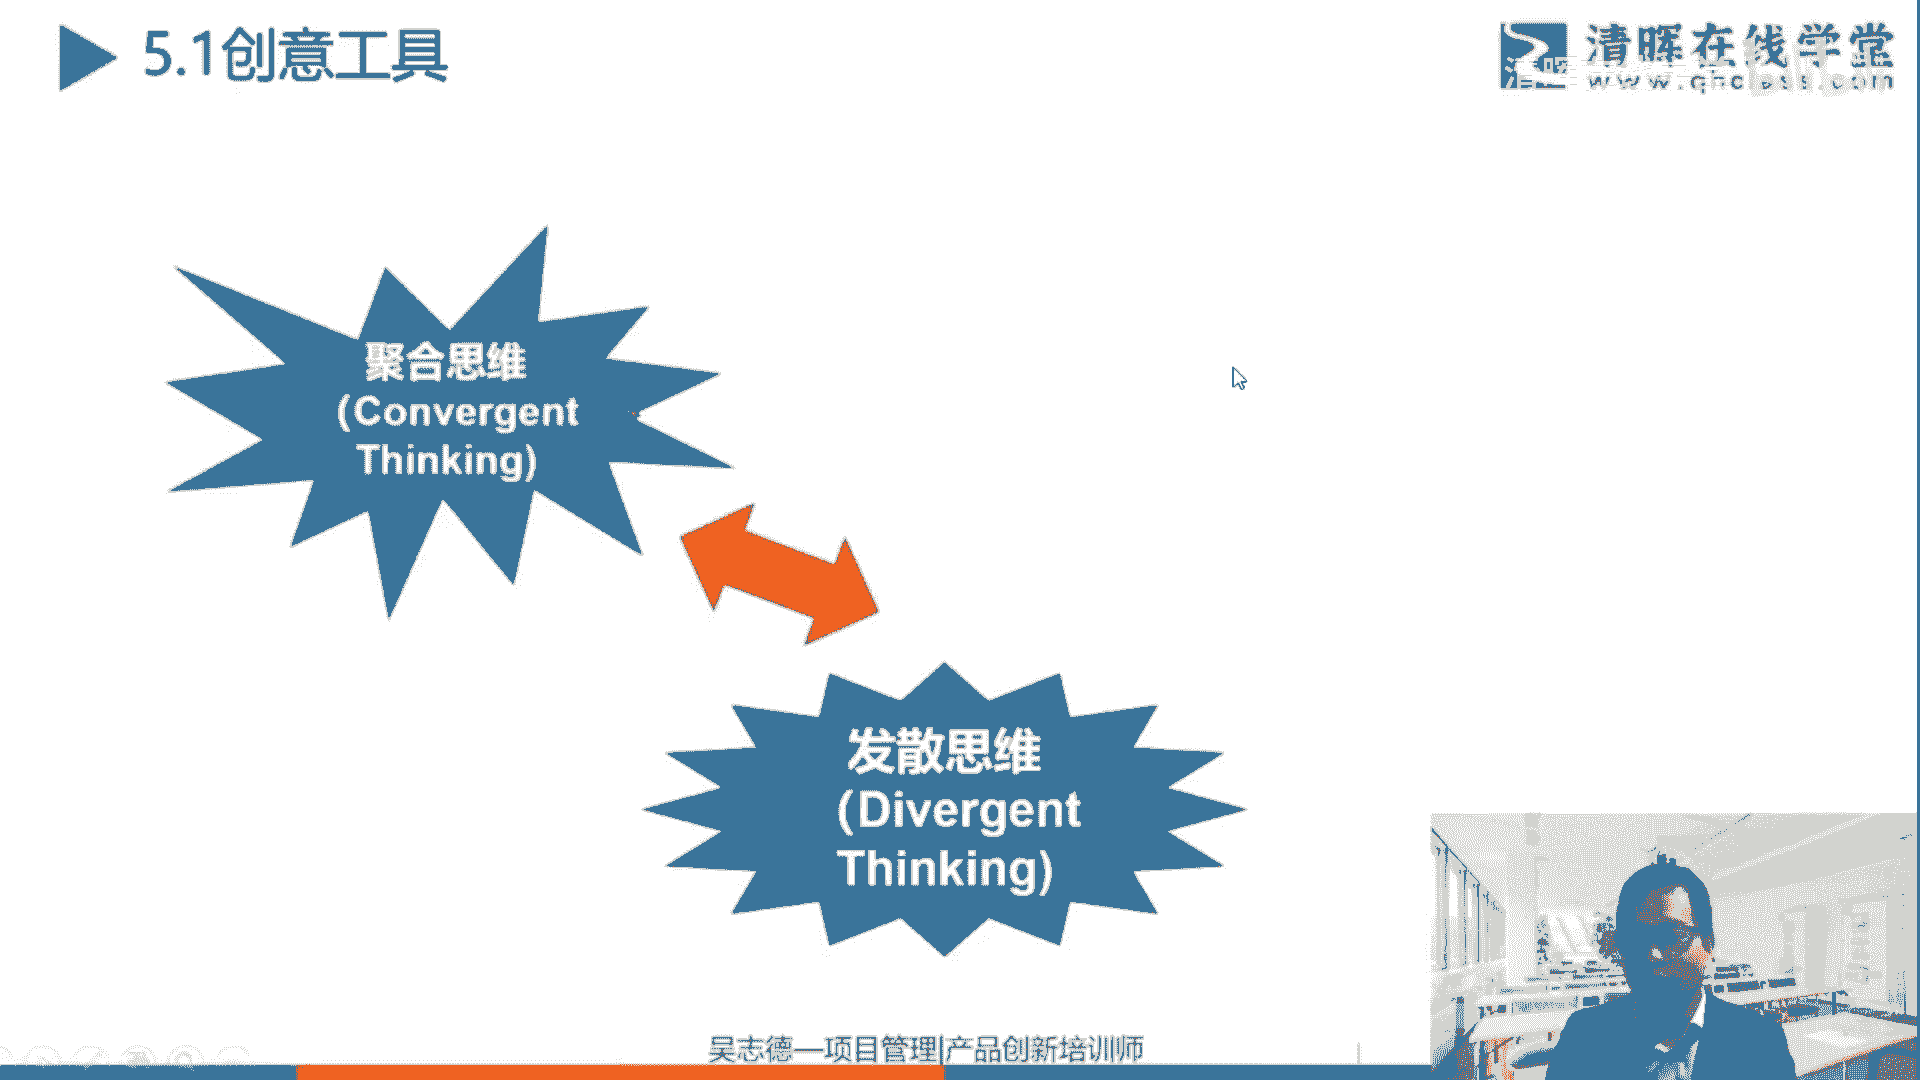 5.1创意工具
清晖在线学堂
www.qhclass.com
聚合思维
(Convergent
Thinking)
发散思维
(Divergent
Thinking)
吴志德—项目管理|产品创新培训师